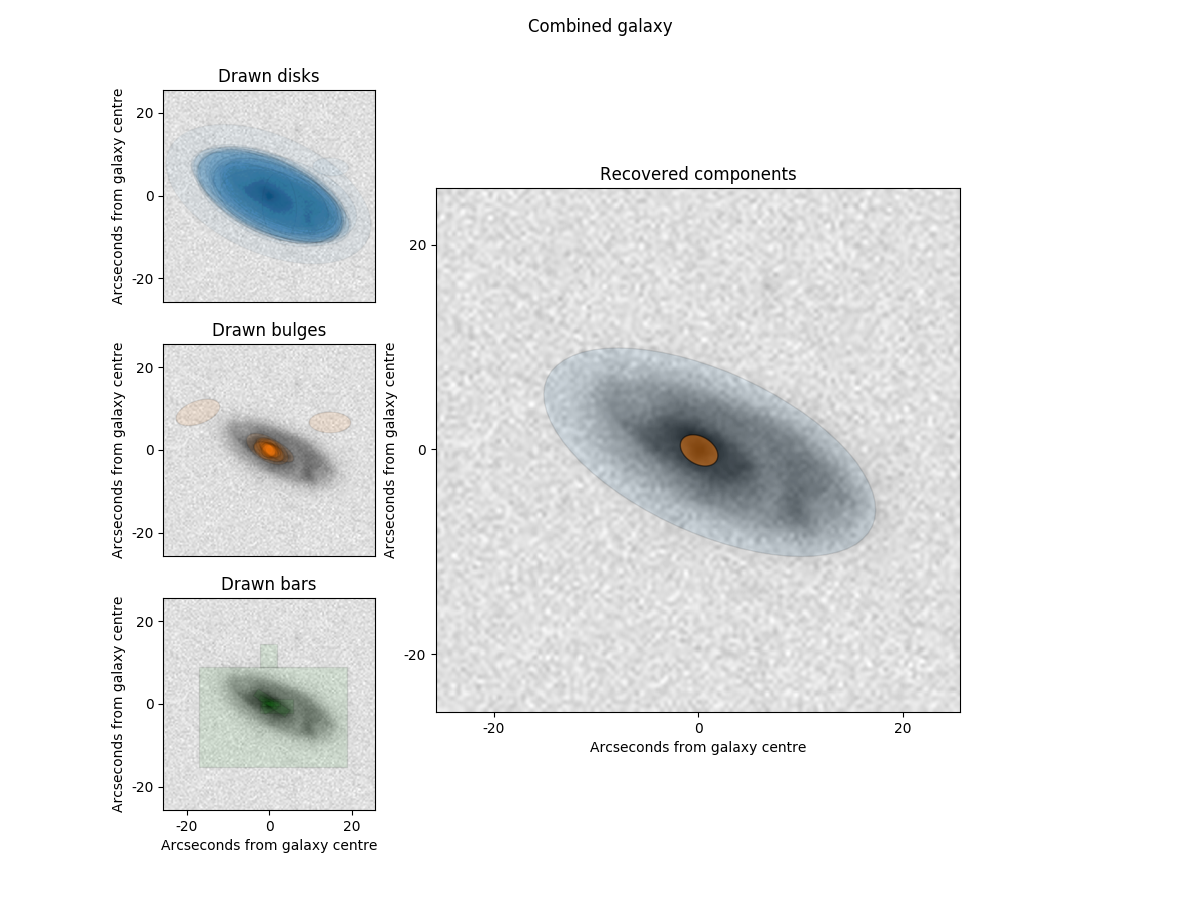 Combined galaxy
Drawn disks
Arcseconds from galaxy centre
20
0
-20
Drawn bulges
Arcseconds from galaxy centre
20
0
-20
Drawn bars
Arcseconds from galaxy centre
20
0
-20
-20 0 20
Arcseconds from galaxy centre
Recovered components
Arcseconds from galaxy centre
20
0
-20
-20 0 20
Arcseconds from galaxy centre